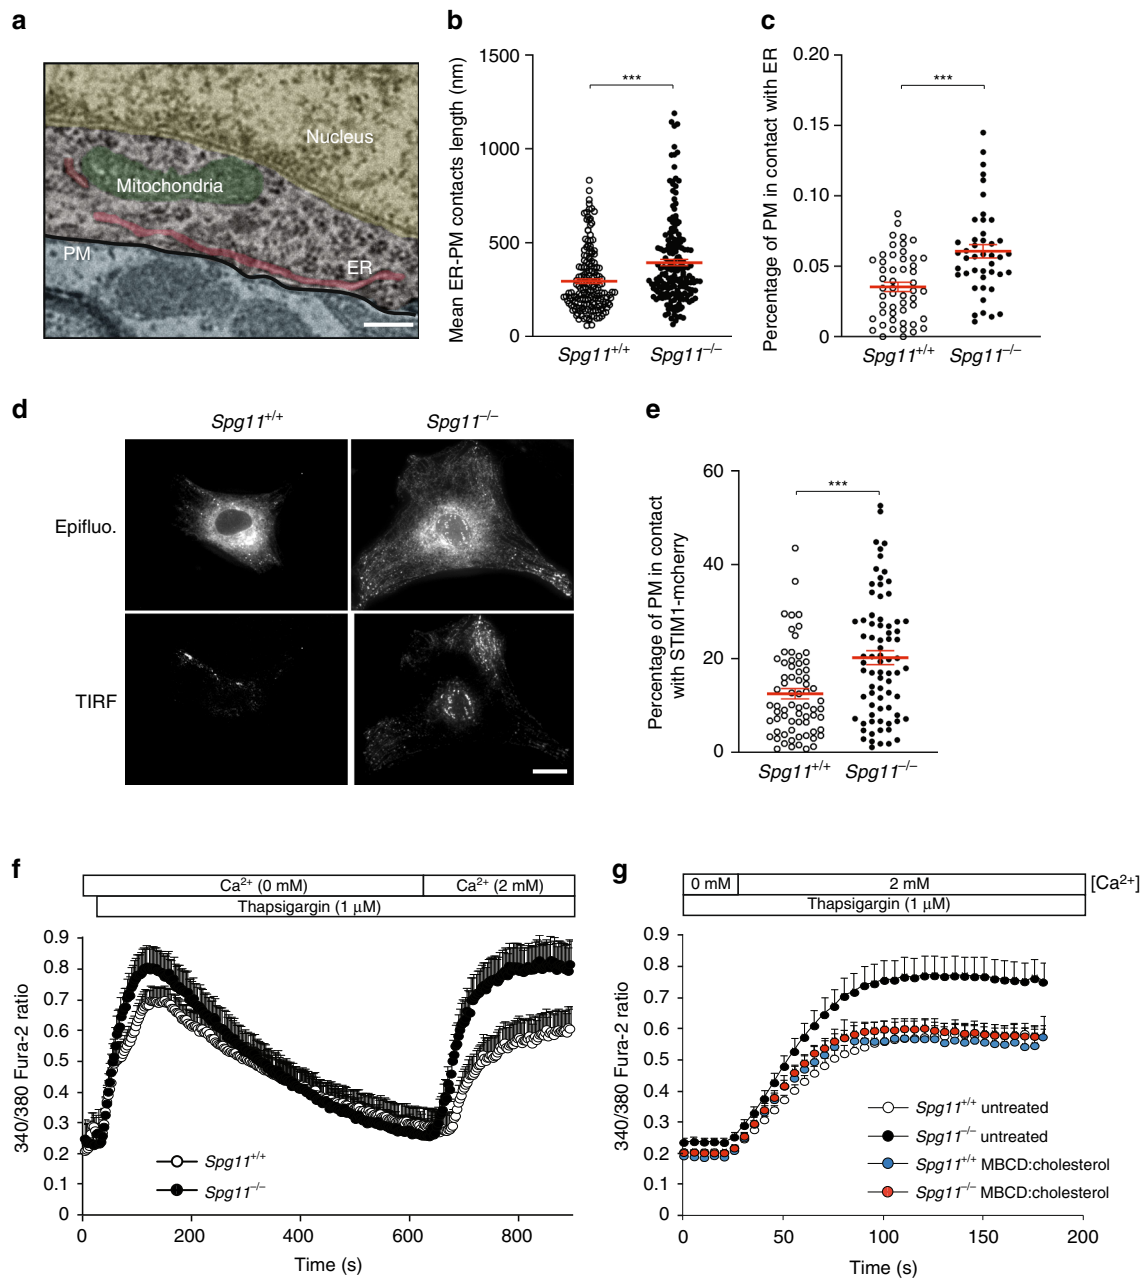 a
Nucleus
Mitochondria
PM
ER
b
Mean ER-PM contacts length (nm)
1500
1000
500
0
***
Spg11+/+
Spg11–/–
c
Percentage of PM in contact with ER
0.20
0.15
0.10
0.05
0
***
Spg11+/+
Spg11–/–
d
Spg11+/+
Spg11–/–
Epifluo.
TIRF
e
Percentage of PM in contact
with STIM1-mcherry
60
40
20
0
***
Spg11+/+
Spg11–/–
f
Ca2+ (0 mM)
Ca2+ (2 mM)
Thapsigargin (1 μM)
340/380 Fura-2 ratio
0.9
0.8
0.7
0.6
0.5
0.4
0.3
0.2
0.1
0
Spg11+/+
Spg11–/–
0
200
400
600
800
Time (s)
g
0 mM
2 mM
[Ca2+]
Thapsigargin (1 μM)
340/380 Fura-2 ratio
0.9
0.8
0.7
0.6
0.5
0.4
0.3
0.2
0.1
0
Spg11+/+ untreated
Spg11–/– untreated
Spg11+/+ MBCD:cholesterol
Spg11–/– MBCD:cholesterol
0
50
100
150
200
Time (s)